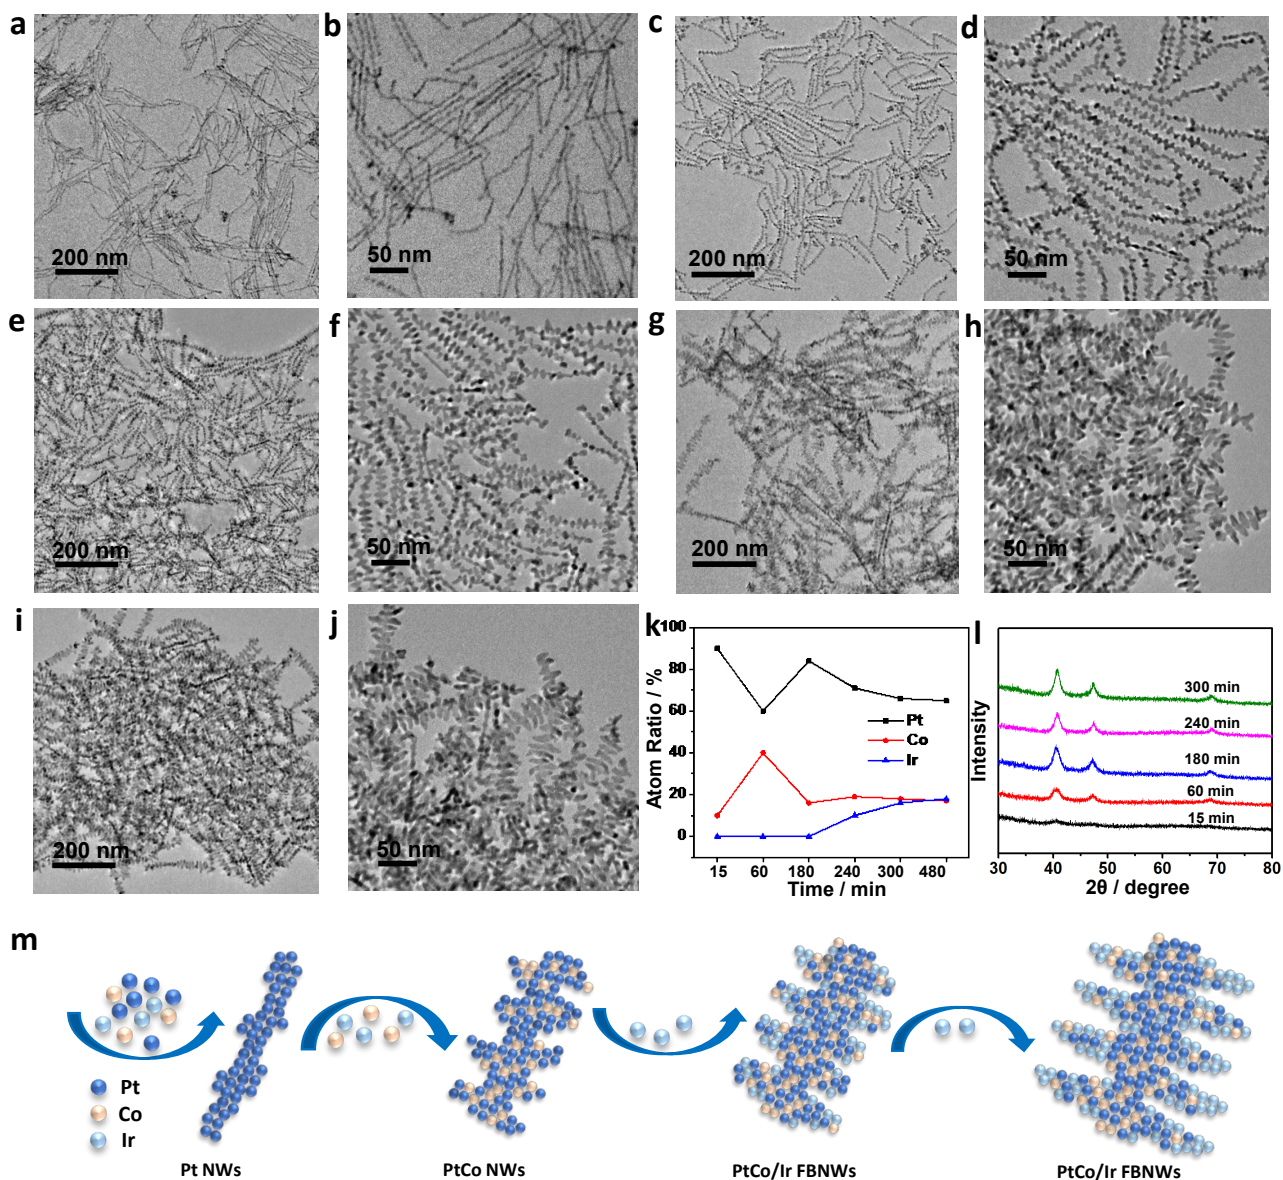 a
b
c
d
200 nm
50 nm
200 nm
50 nm
e
f
g
h
200 nm
50 nm
200 nm
50 nm
i
j
k
l
200 nm
50 nm
100
80
60
40
20
0
Atom Ratio / %
Pt
Co
Ir
15 60 180 240 300 480
Time / min
Intensity
300 min
240 min
180 min
60 min
15 min
30 40 50 60 70 80
2θ / degree
m
Pt
Co
Ir
Pt NWs
PtCo NWs
PtCo/Ir FBNWs
PtCo/Ir FBNWs